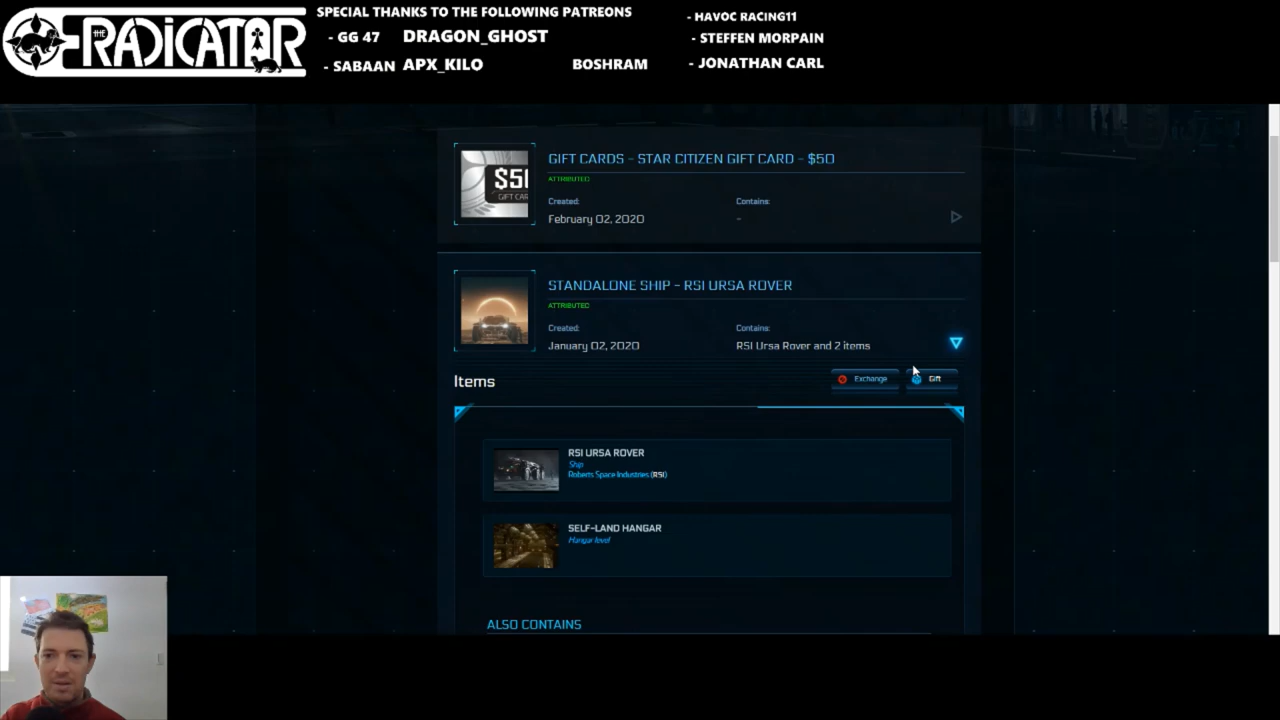 THE RADICATOR
SPECIAL THANKS TO THE FOLLOWING PATREONS
- GG 47 DRAGON_GHOST
- SABAAN APX_KILO BOSHRAM
- HAVOC RACING11
- STEFFEN MORPAIN
- JONATHAN CARL
$50
GIFT CAR
GIFT CARDS - STAR CITIZEN GIFT CARD - $50
ATTRIBUTED
Created: Contains:
February 02, 2020 -
STANDALONE SHIP - RSI URSA ROVER
ATTRIBUTED
Created: Contains:
January 02, 2020 RSI Ursa Rover and 2 items
Items Exchange Gift
RSI URSA ROVER
Ship
Roberts Space Industries (RSI)
SELF-LAND HANGAR
Hangar level
ALSO CONTAINS